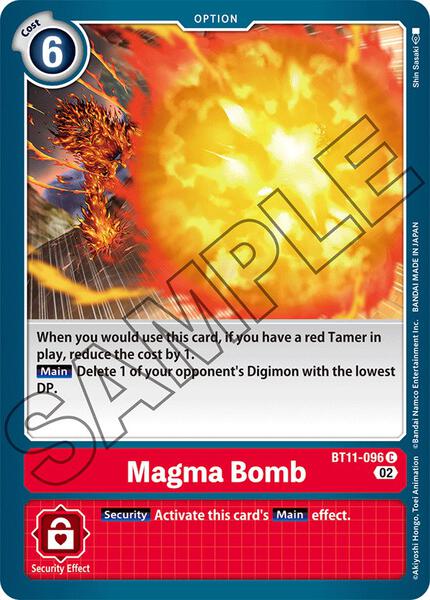 OPTION
Cost
6
Shin Sasaki
SAMPLE
When you would use this card, if you have a red Tamer in
play, reduce the cost by 1.
Main Delete 1 of your opponent's Digimon with the lowest
DP.
©Akiyoshi Hongo, Toei Animation ©Bandai Namco Entertainment Inc. BANDAI MADE IN JAPAN
BT11-096 C
Magma Bomb
02
Security Activate this card's Main effect.
Security Effect